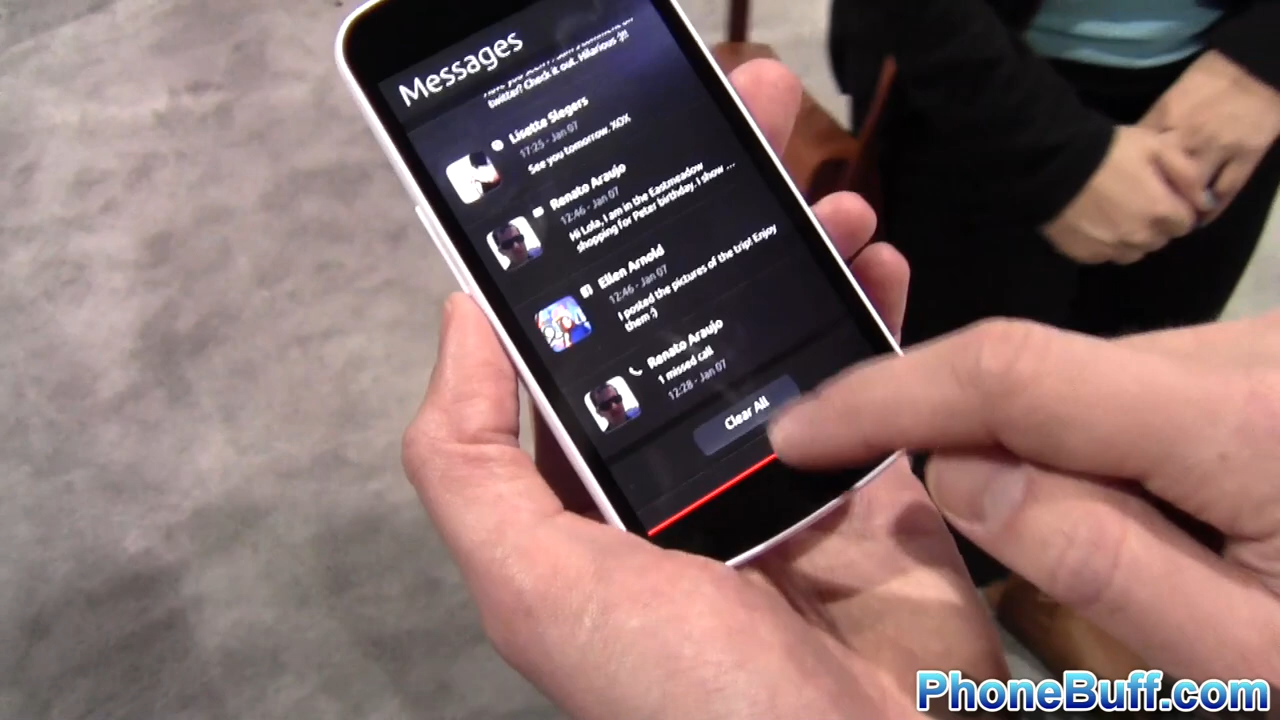 Messages
twitter? Check it out. Hilarious :)!!
Lisette Slegers
17:25 - Jan 07
See you tomorrow. XOX
Renato Araujo
12:46 - Jan 07
Hi Lola, I am in the Eastmeadow
shopping for Peter birthday. I show ...
Ellen Arnold
12:46 - Jan 07
I posted the pictures of the trip! Enjoy
them :)
Renato Araujo
1 missed call
12:28 - Jan 07
Clear All
PhoneBuff.com